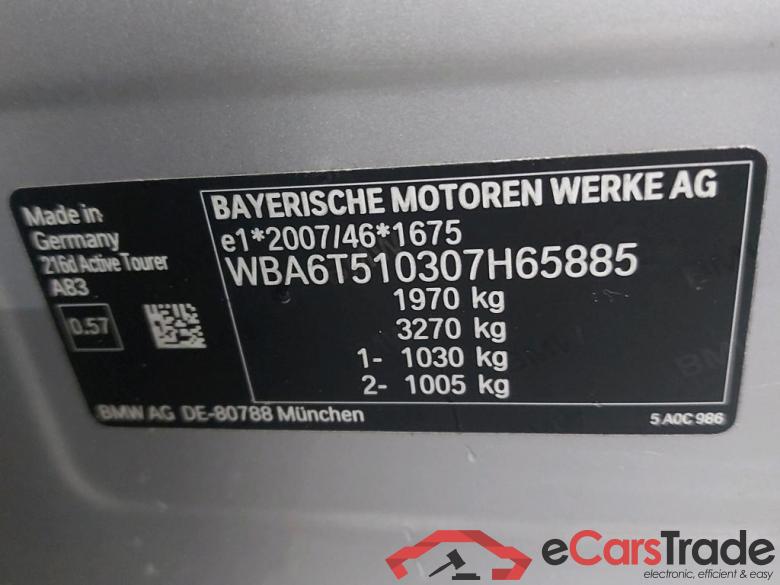 Made in
Germany
216d Active Tourer
A83
0.57
BAYERISCHE MOTOREN WERKE AG
e1*2007/46*1675
WBA6T510307H65885
1970 kg
3270 kg
1- 1030 kg
2- 1005 kg
BMW AG DE-80788 München
5 A0C 986
eCarsTrade
electronic, efficient & easy